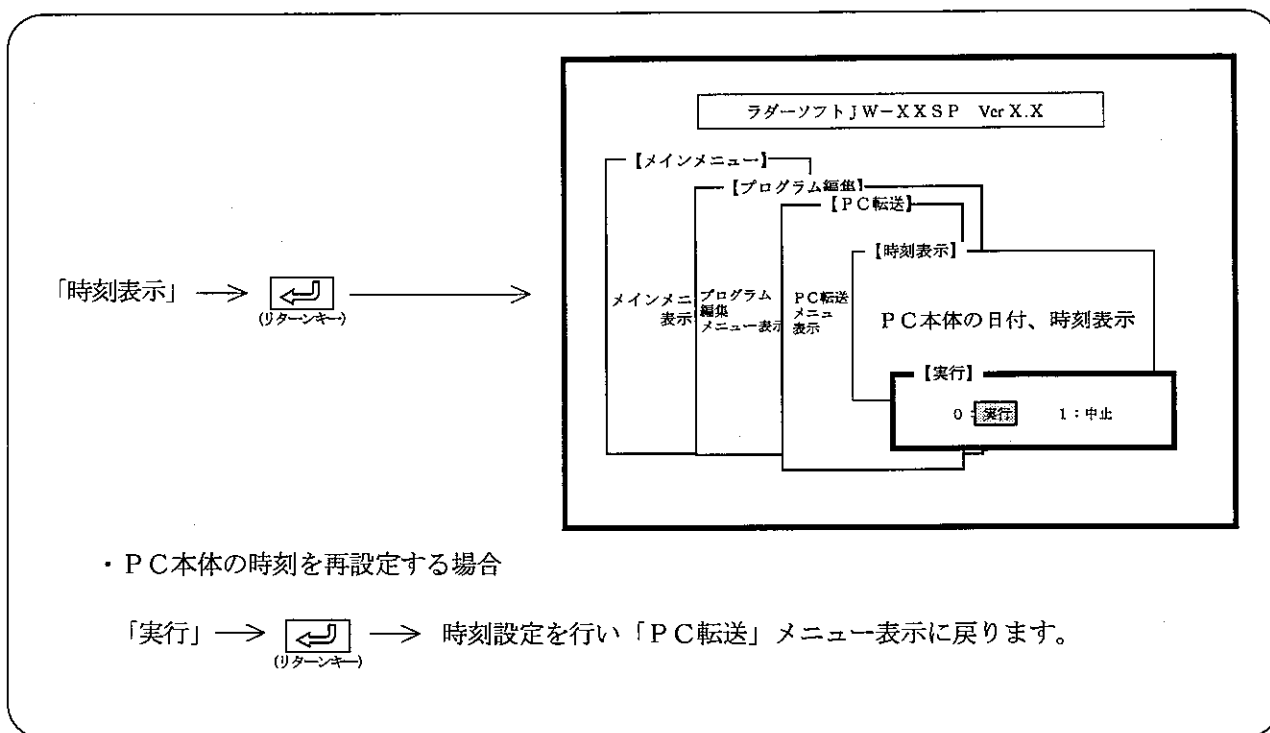 ラダーソフトJW-XXSP Ver X.X
【メインメニュー】
【プログラム編集】
【PC転送】
【時刻表示】
「時刻表示」 → (リターンキー) →
メインメニ
表示
プログラム
編集
メニュー表示
PC転送
メニュー
表示
PC本体の日付、時刻表示
【実行】
0:実行 1:中止
・PC本体の時刻を再設定する場合
「実行」 → (リターンキー) → 時刻設定を行い「PC転送」メニュー表示に戻ります。